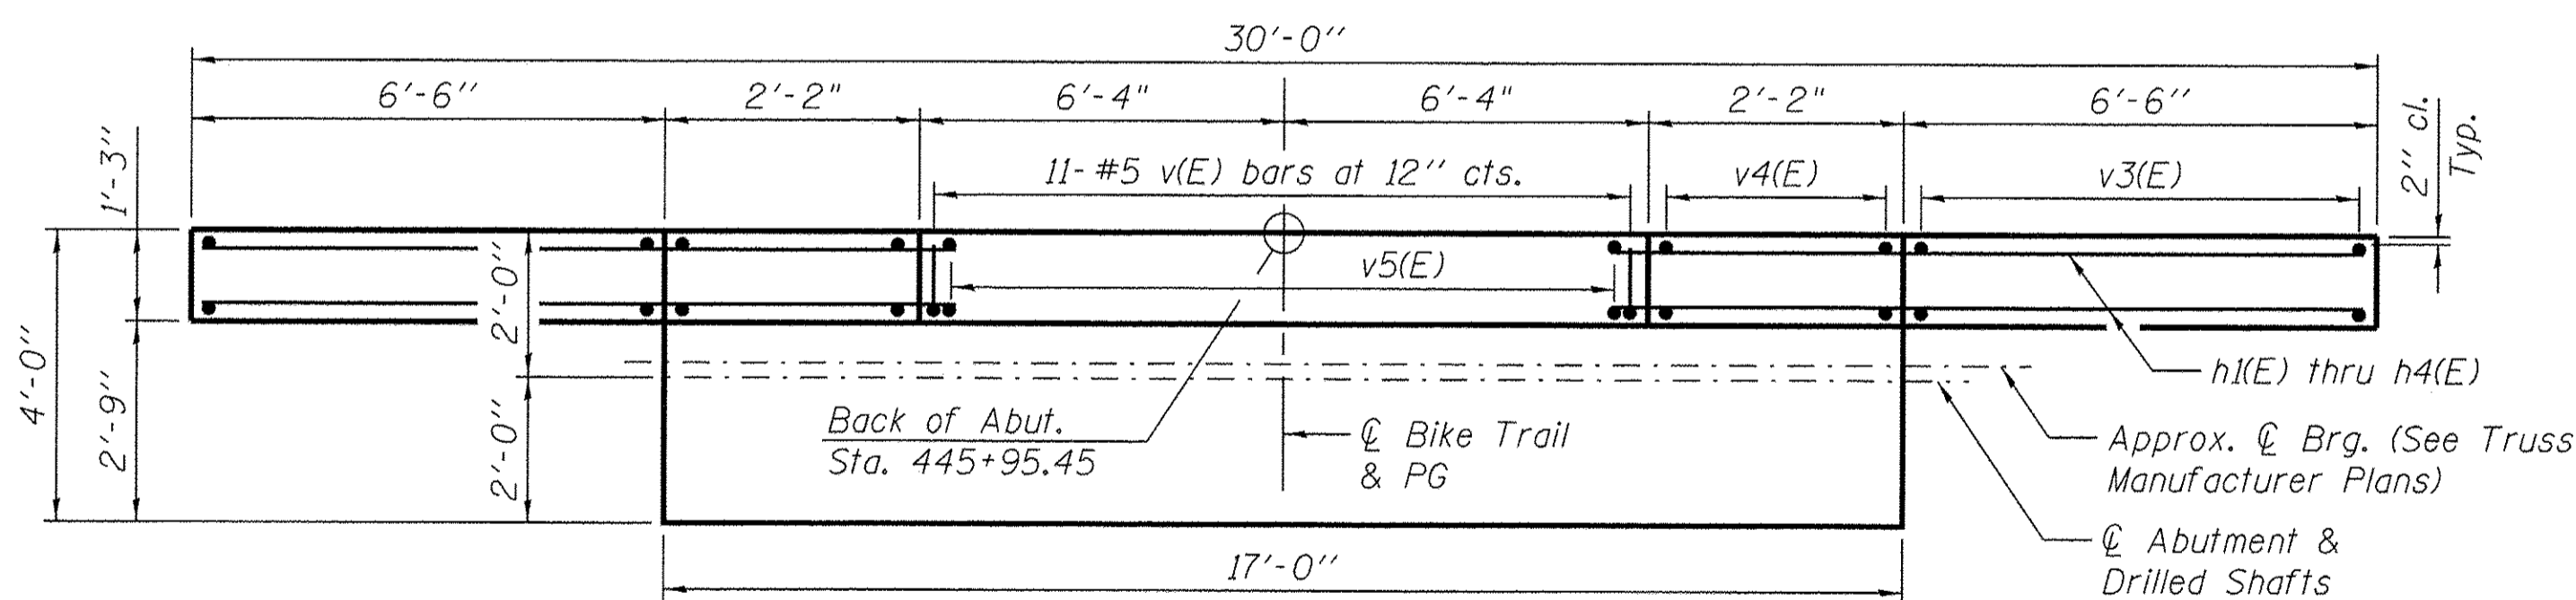 30'-0"
6'-6" 2'-2" 6'-4" 6'-4" 2'-2" 6'-6"
2" cl.
Typ.
1'-3"
11- #5 v(E) bars at 12" cts. v4(E) v3(E)
2'-0"
v5(E)
4'-0"
2'-9"
2'-0"
h1(E) thru h4(E)
Back of Abut.
Sta. 445+95.45
℄ Bike Trail
& PG
Approx. ℄ Brg. (See Truss
Manufacturer Plans)
℄ Abutment &
Drilled Shafts
17'-0"